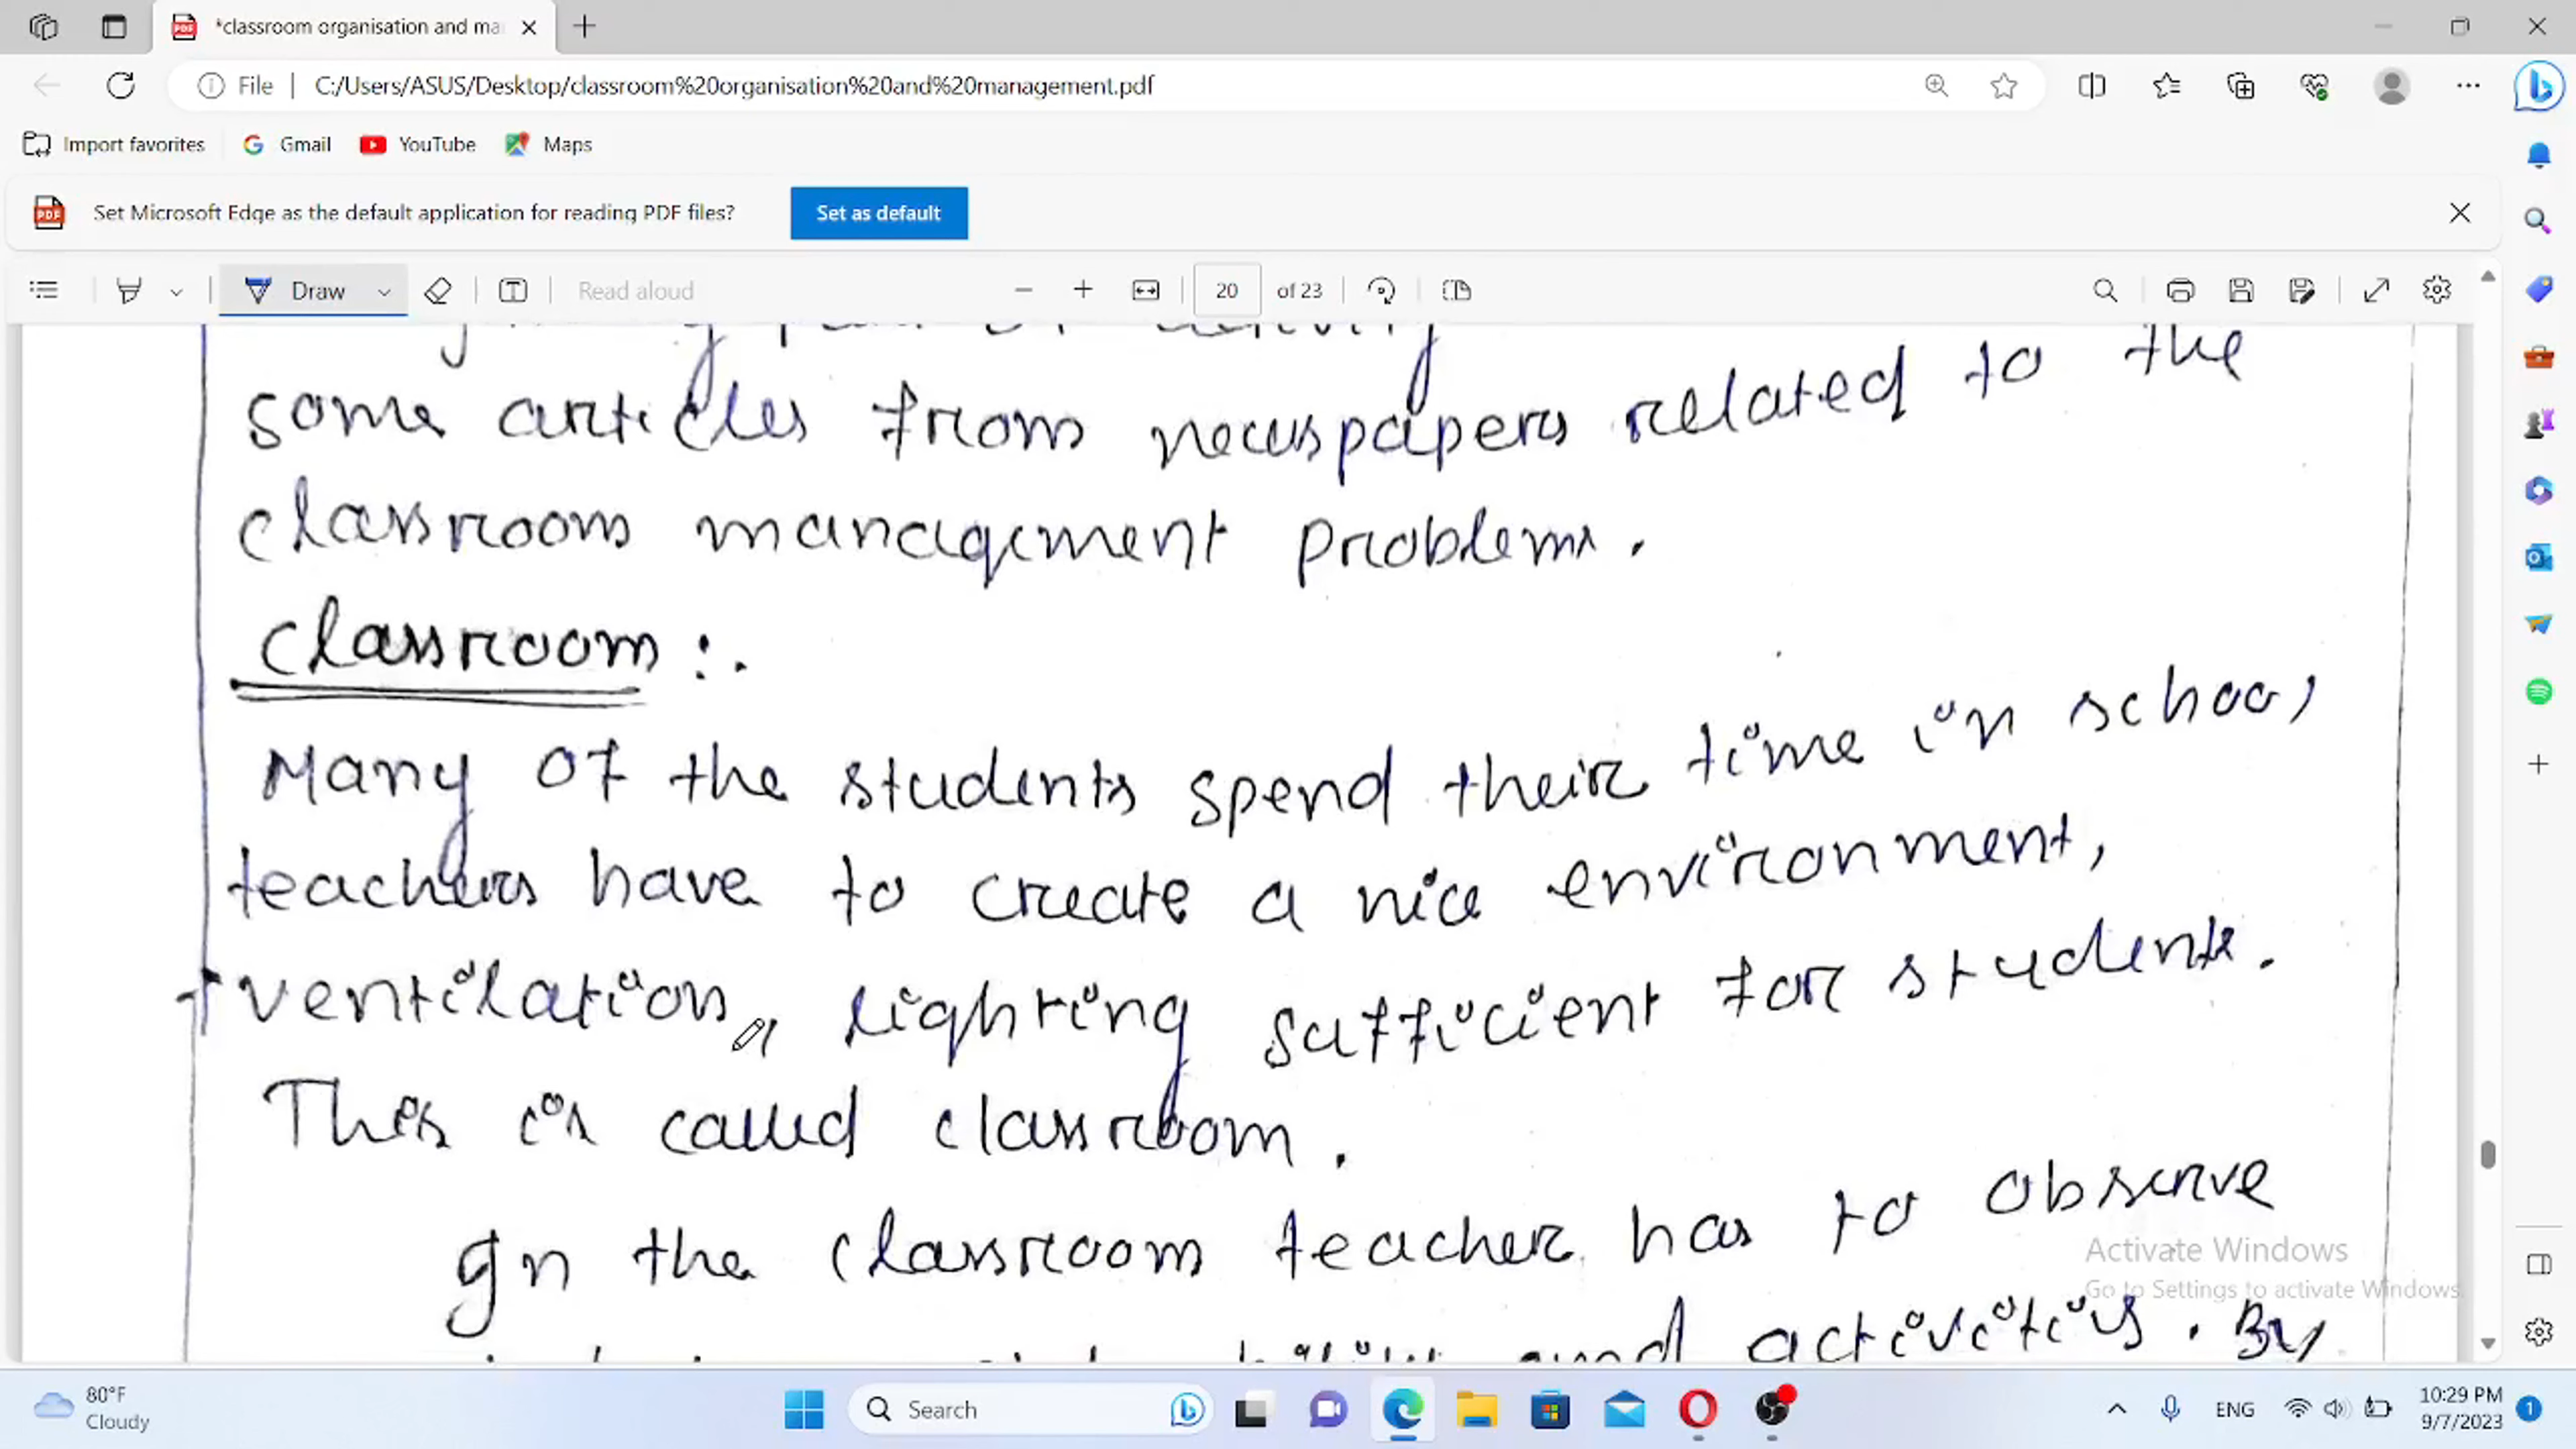 *classroom organisation and ma
File | C:/Users/ASUS/Desktop/classroom%20organisation%20and%20management.pdf
Import favorites Gmail YouTube Maps
Set Microsoft Edge as the default application for reading PDF files? Set as default
Draw Read aloud 20 of 23
some articles from newspapers related to the
classroom management problems.
classroom :.
Many of the students spend their time in school,
teachers have to create a nice environment,
ventilation, lighting sufficient for students.
This is called classroom.
In the classroom teacher has to observe
Activate Windows
Go to Settings to activate Windows.
and activities. By
80°F
Cloudy
Search
ENG
10:29 PM
9/7/2023
1